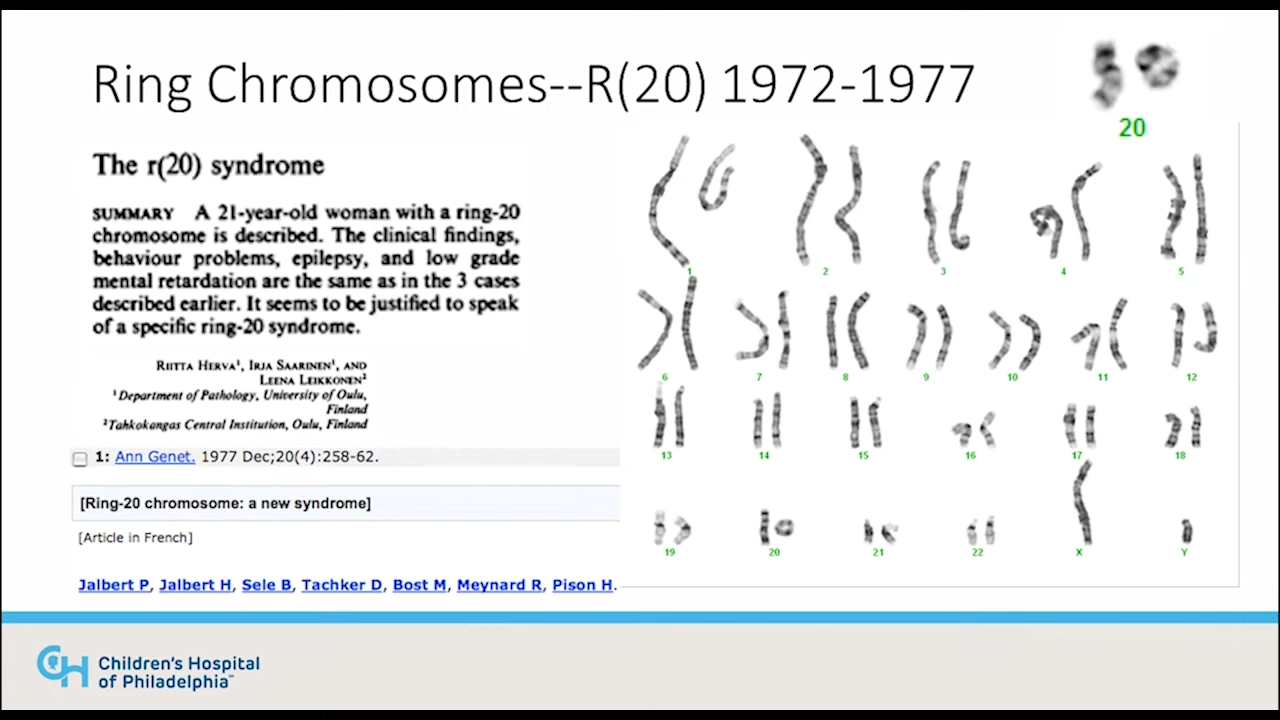 Ring Chromosomes--R(20) 1972-1977
20
The r(20) syndrome
SUMMARY A 21-year-old woman with a ring-20
chromosome is described. The clinical findings,
behaviour problems, epilepsy, and low grade
mental retardation are the same as in the 3 cases
described earlier. It seems to be justified to speak
of a specific ring-20 syndrome.
RIITTA HERVA¹, IRJA SAARINEN¹, AND
LEENA LEIKKONEN²
¹Department of Pathology, University of Oulu,
Finland
²Tahkokangas Central Institution, Oulu, Finland
1: Ann Genet. 1977 Dec;20(4):258-62.
[Ring-20 chromosome: a new syndrome]
[Article in French]
Jalbert P, Jalbert H, Sele B, Tachker D, Bost M, Meynard R, Pison H.
1 2 3 4 5
6 7 8 9 10 11 12
13 14 15 16 17 18
19 20 21 22 X Y
Children's Hospital
of Philadelphia℠